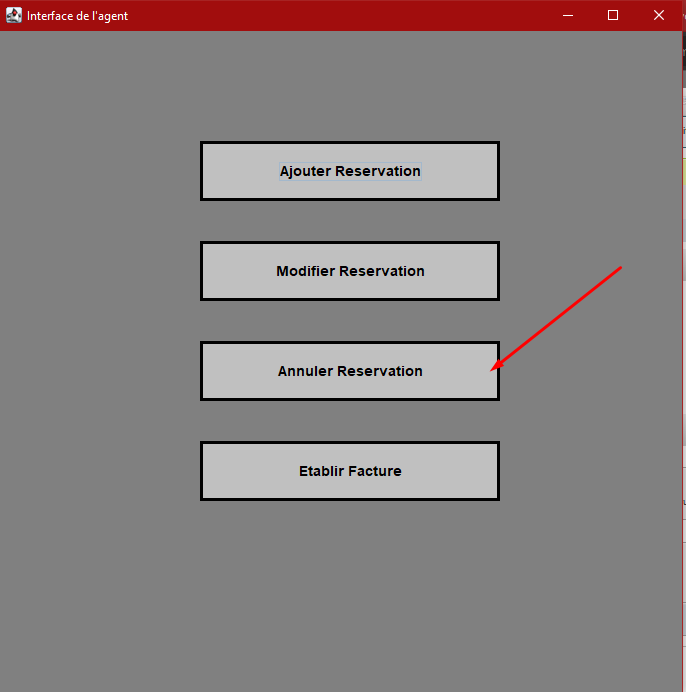 Interface de l'agent
Ajouter Reservation
Modifier Reservation
Annuler Reservation
Etablir Facture